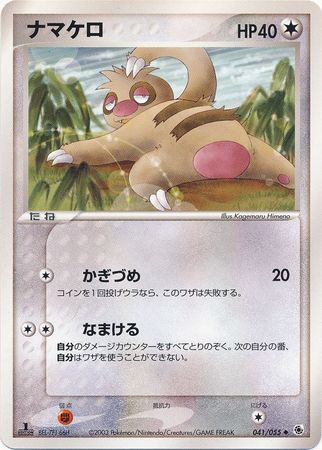 ナマケロ HP40
Illus.Kagemaru Himeno
たね
かぎづめ 20
コインを1回投げウラなら、このワザは失敗する。
なまける
自分のダメージカウンターをすべてとりのぞく。次の自分の番、
自分はワザを使うことができない。
弱点 抵抗力 にげる
1
©2003 Pokémon/Nintendo/Creatures/GAME FREAK. 041/055 ◆